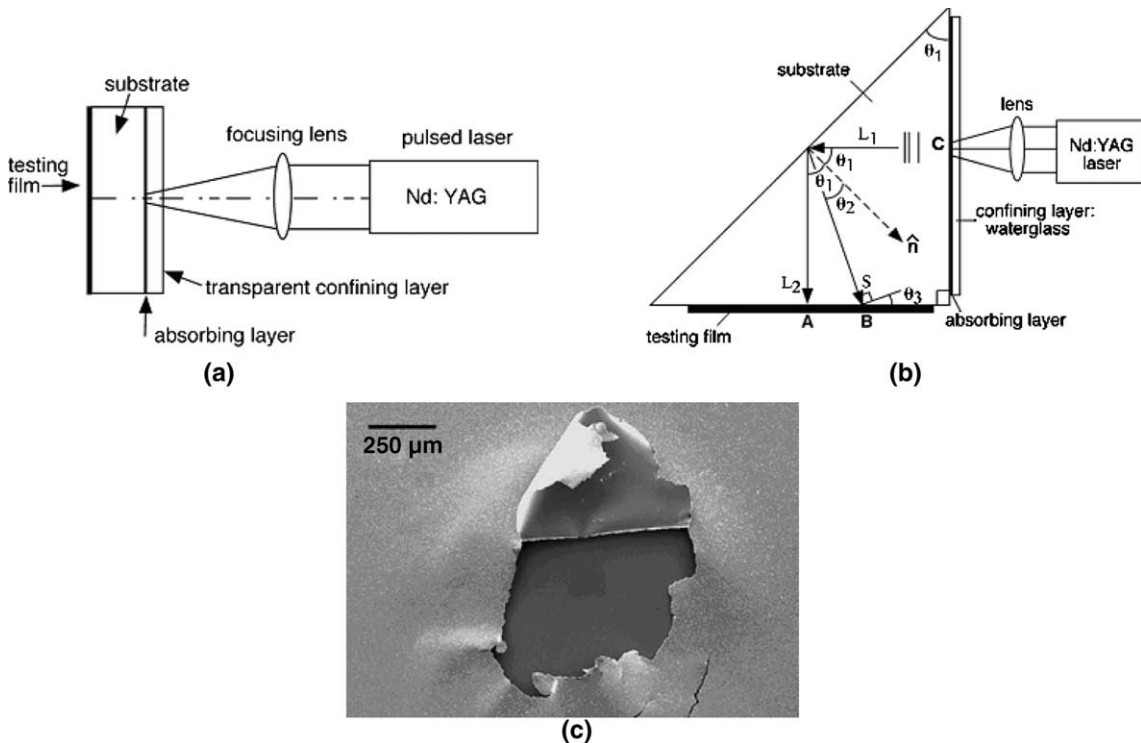 substrate
testing
film
focusing lens
pulsed laser
Nd: YAG
transparent confining layer
absorbing layer
(a)
θ1
substrate
lens
L1
C
Nd:YAG
laser
θ1
θ1
θ2
n̂
confining layer:
waterglass
L2
S
θ3
A
B
testing film
absorbing layer
(b)
250 µm
(c)